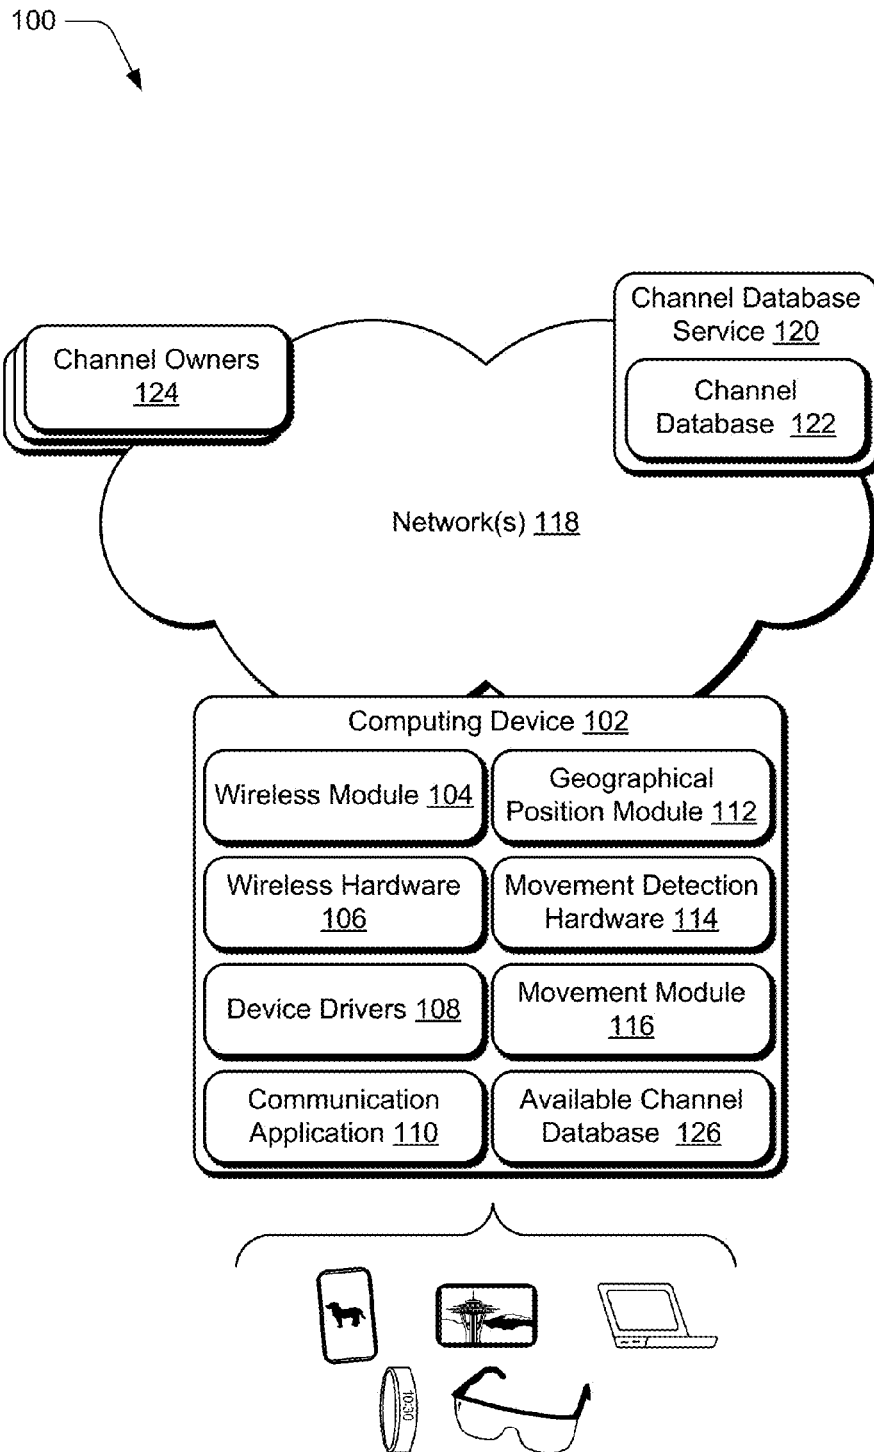 100
Channel Database
Service 120
Channel
Database 122
Channel Owners
124
Network(s) 118
Computing Device 102
Wireless Module 104
Geographical
Position Module 112
Wireless Hardware
106
Movement Detection
Hardware 114
Device Drivers 108
Movement Module
116
Communication
Application 110
Available Channel
Database 126
10:30